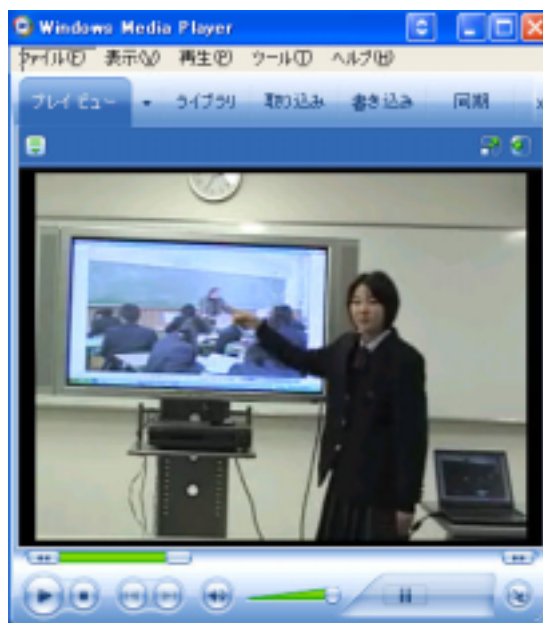 Windows Media Player
ファイル(F) 表示(V) 再生(P) ツール(T) ヘルプ(H)
プレイ ビュー ライブラリ 取り込み 書き込み 同期